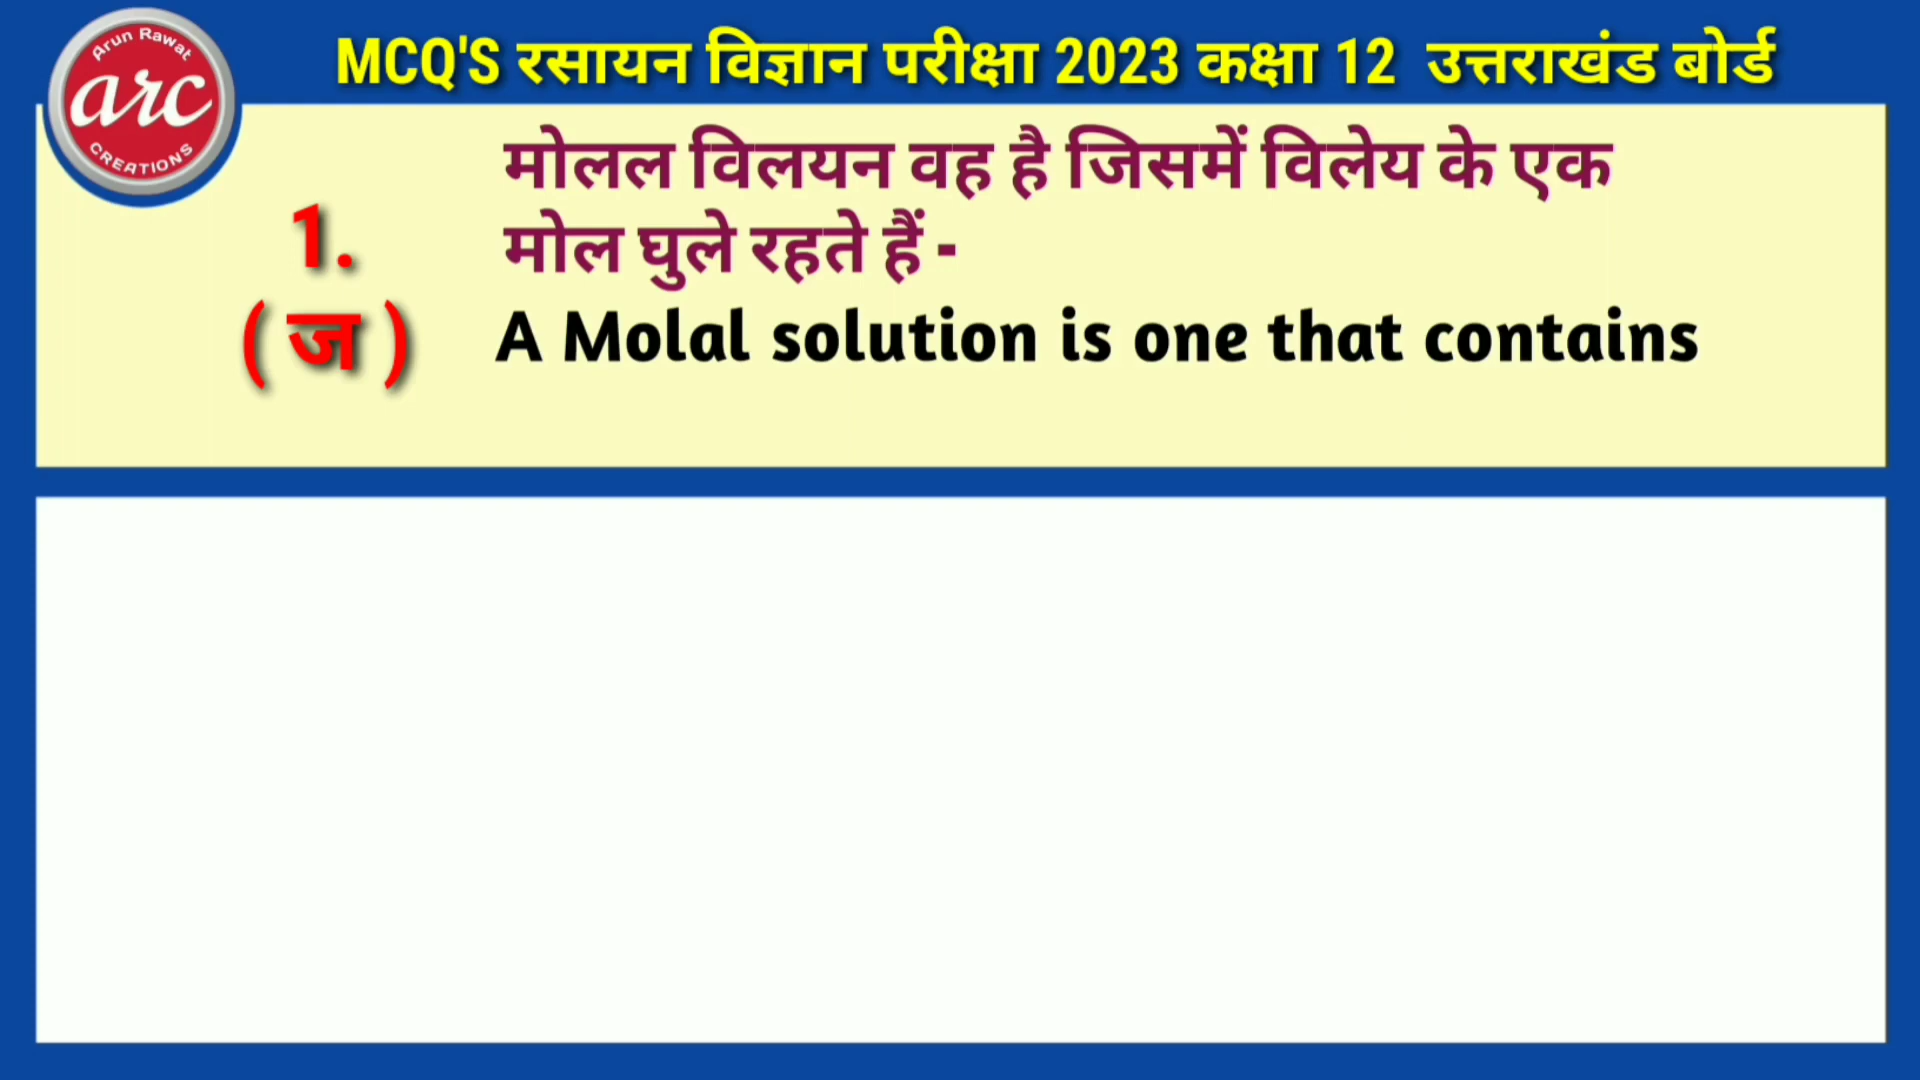 Arun Rawat
arc
CREATIONS
MCQ'S रसायन विज्ञान परीक्षा 2023 कक्षा 12 उत्तराखंड बोर्ड
1.
( ज )
मोलल विलयन वह है जिसमें विलेय के एक
मोल घुले रहते हैं -
A Molal solution is one that contains